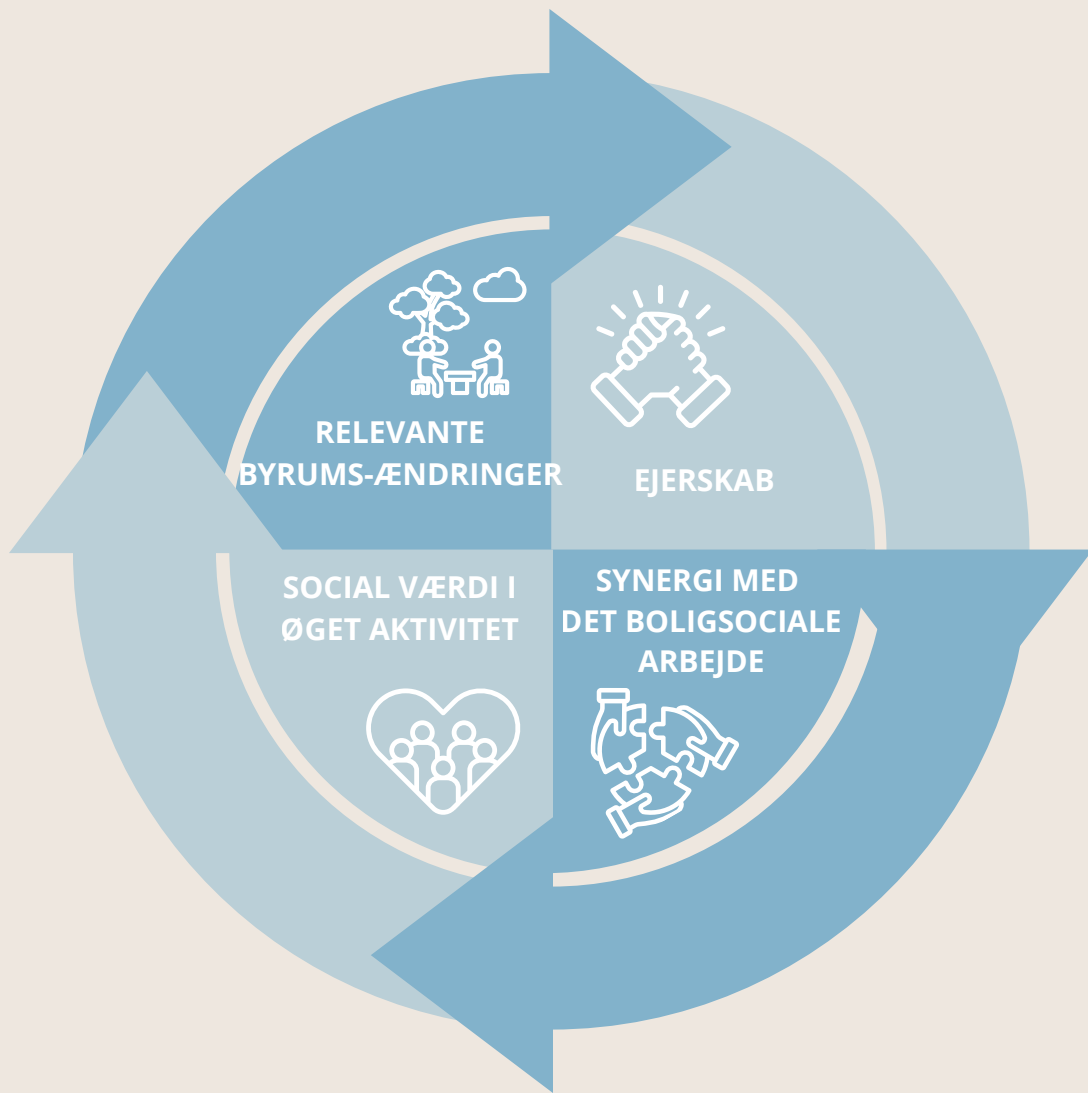 RELEVANTE
BYRUMS-ÆNDRINGER
EJERSKAB
SYNERGI MED
DET BOLIGSOCIALE
ARBEJDE
SOCIAL VÆRDI I
ØGET AKTIVITET